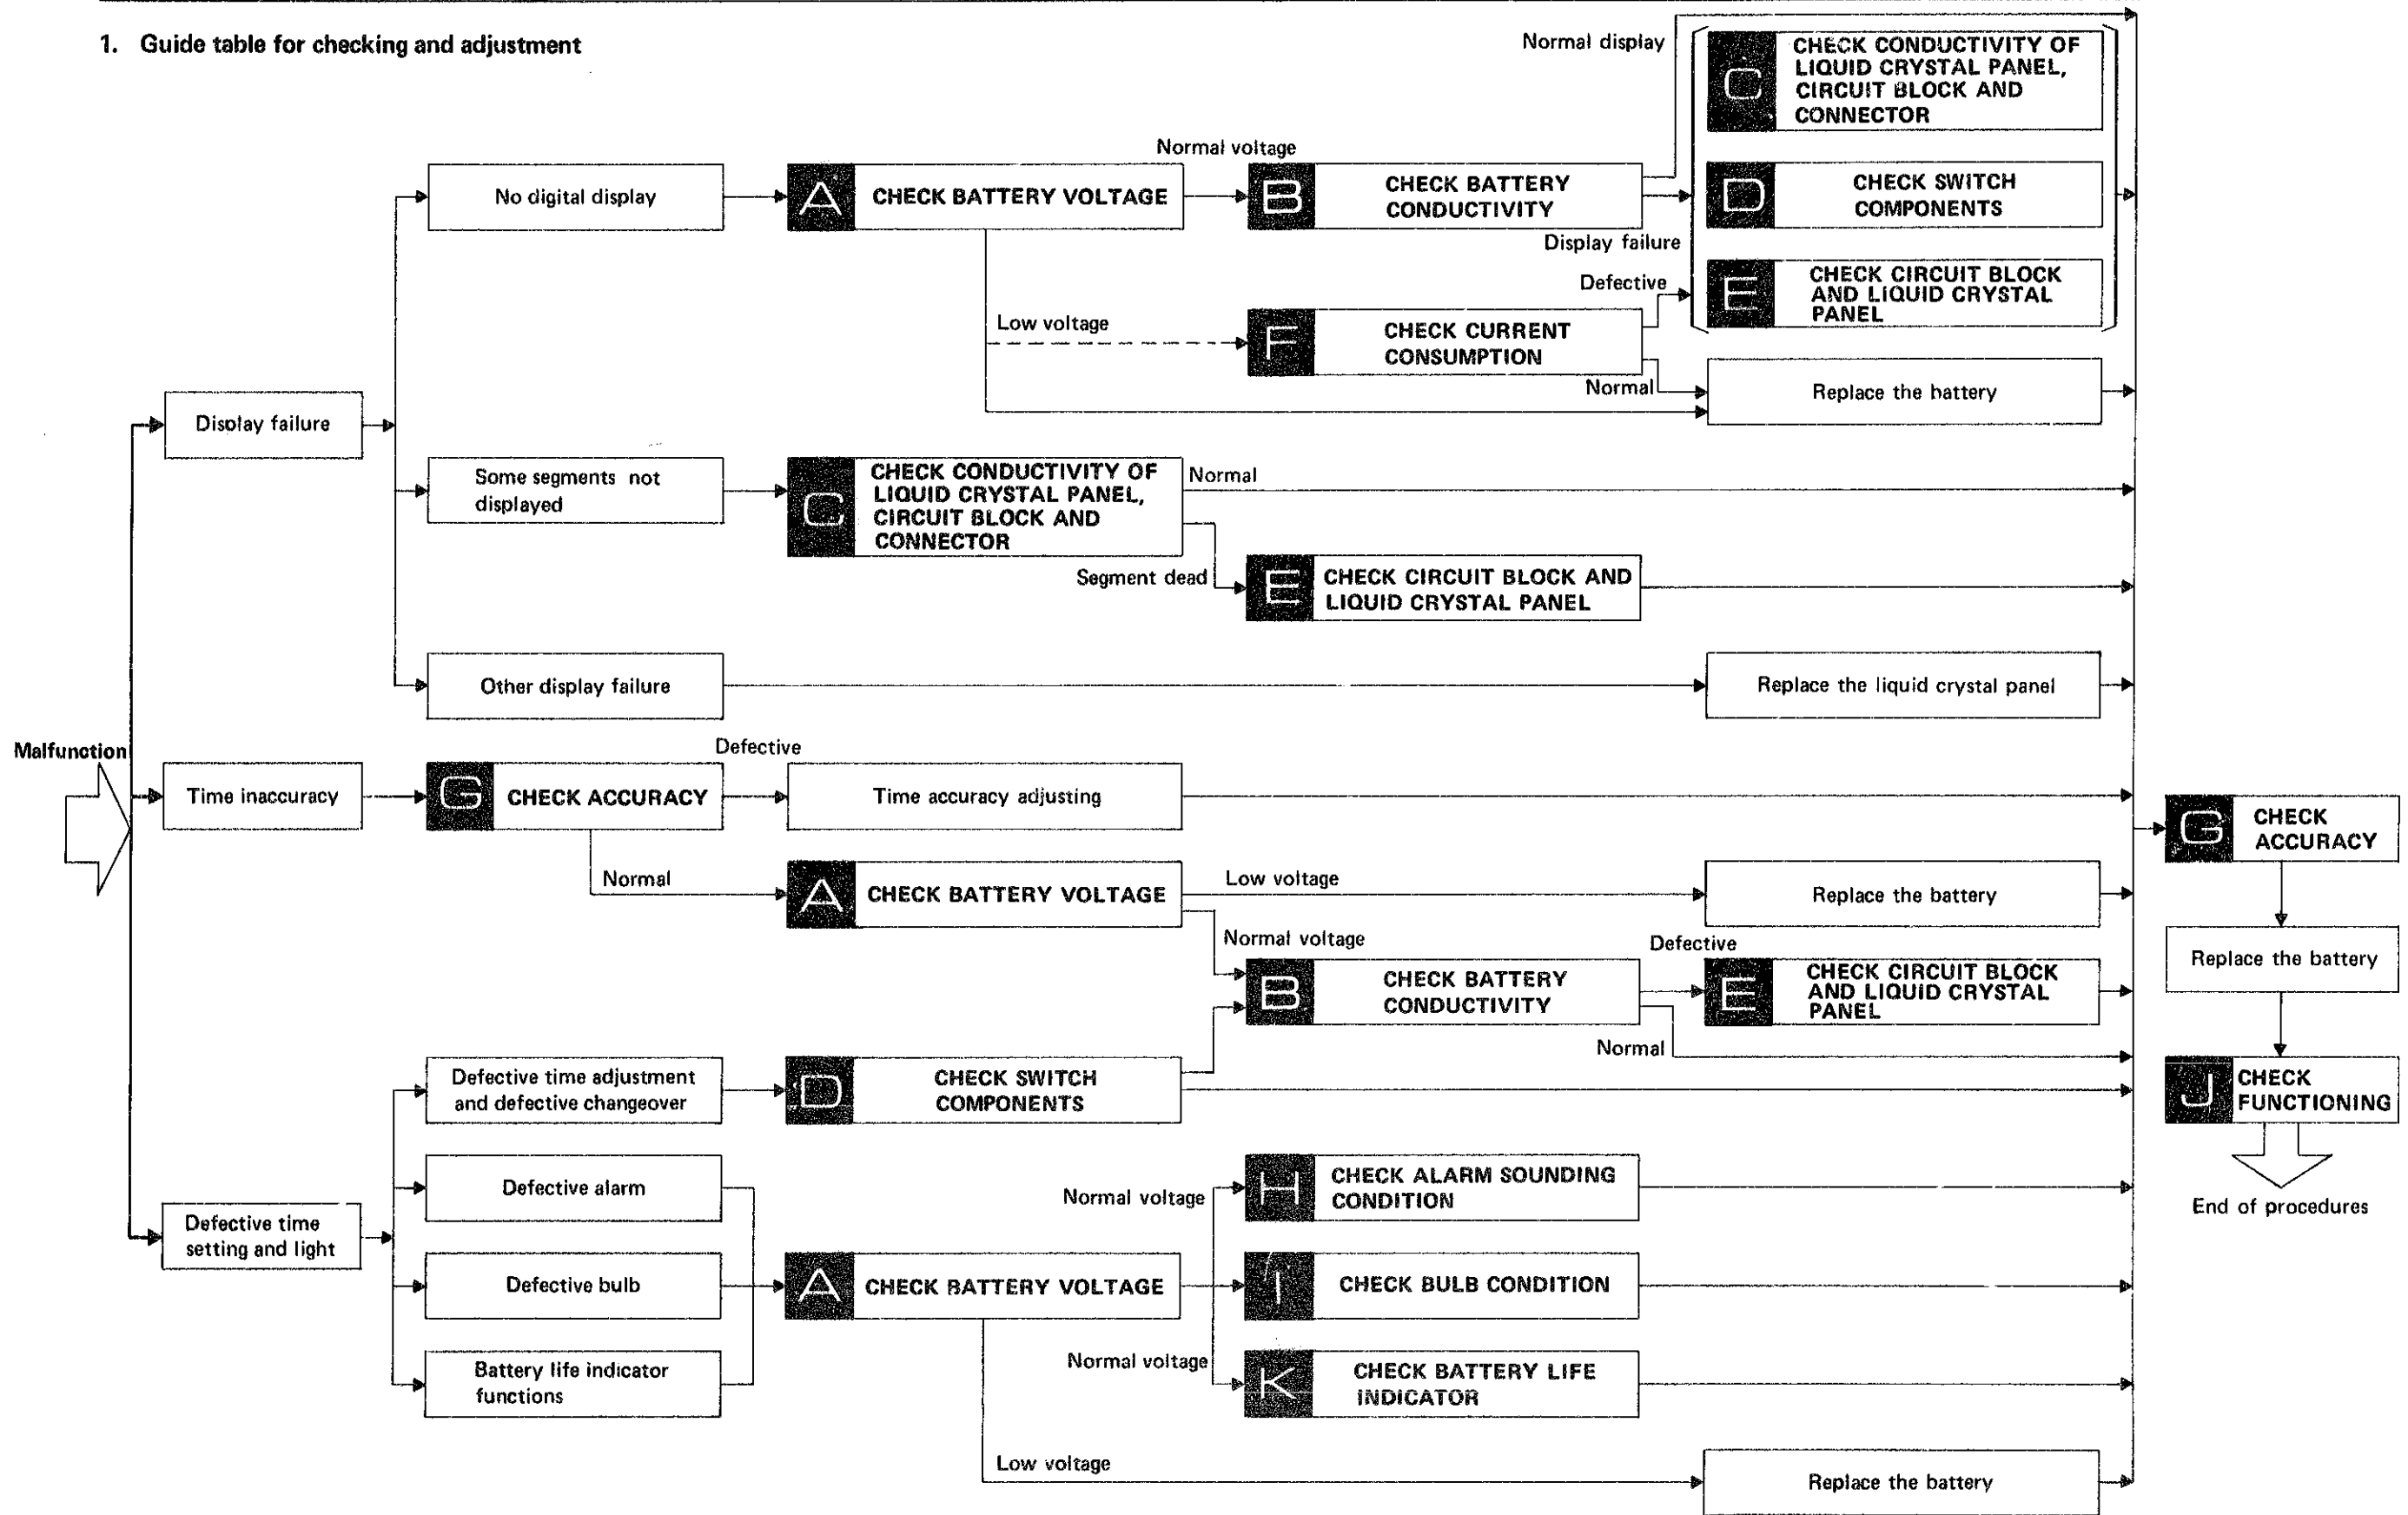 1. Guide table for checking and adjustment
Normal display
C
CHECK CONDUCTIVITY OF
LIQUID CRYSTAL PANEL,
CIRCUIT BLOCK AND
CONNECTOR
No digital display
A
CHECK BATTERY VOLTAGE
Normal voltage
B
CHECK BATTERY
CONDUCTIVITY
D
CHECK SWITCH
COMPONENTS
Display failure
Defective
E
CHECK CIRCUIT BLOCK
AND LIQUID CRYSTAL
PANEL
Low voltage
F
CHECK CURRENT
CONSUMPTION
Normal
Replace the battery
Display failure
Some segments not
displayed
C
CHECK CONDUCTIVITY OF
LIQUID CRYSTAL PANEL,
CIRCUIT BLOCK AND
CONNECTOR
Normal
Segment dead
E
CHECK CIRCUIT BLOCK AND
LIQUID CRYSTAL PANEL
Other display failure
Replace the liquid crystal panel
Malfunction
Time inaccuracy
G
CHECK ACCURACY
Defective
Time accuracy adjusting
G
CHECK
ACCURACY
Normal
A
CHECK BATTERY VOLTAGE
Low voltage
Replace the battery
Normal voltage
B
CHECK BATTERY
CONDUCTIVITY
Defective
E
CHECK CIRCUIT BLOCK
AND LIQUID CRYSTAL
PANEL
Replace the battery
Normal
Defective time adjustment
and defective changeover
D
CHECK SWITCH
COMPONENTS
J
CHECK
FUNCTIONING
Defective time
setting and light
Defective alarm
Normal voltage
H
CHECK ALARM SOUNDING
CONDITION
End of procedures
Defective bulb
A
CHECK BATTERY VOLTAGE
I
CHECK BULB CONDITION
Battery life indicator
functions
Normal voltage
K
CHECK BATTERY LIFE
INDICATOR
Low voltage
Replace the battery